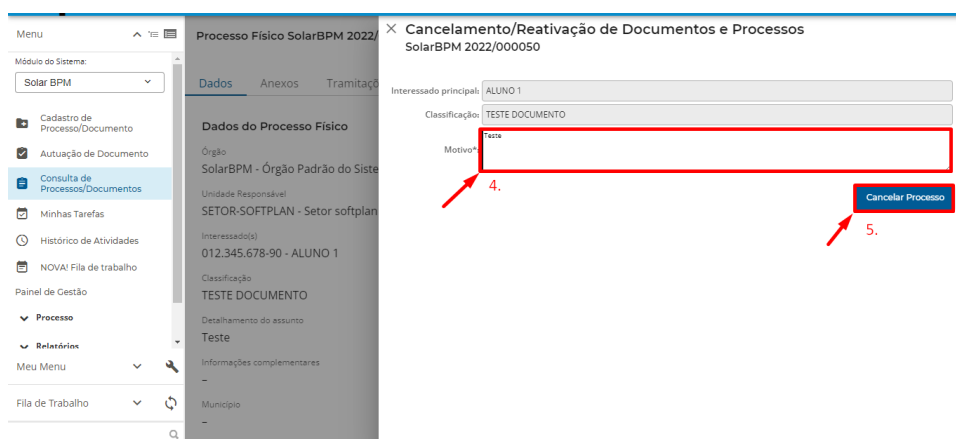 Menu
Módulo do Sistema:
Solar BPM
Cadastro de
Processo/Documento
Autuação de Documento
Consulta de
Processos/Documentos
Minhas Tarefas
Histórico de Atividades
NOVA! Fila de trabalho
Painel de Gestão
Processo
Relatórios
Meu Menu
Fila de Trabalho
Processo Físico SolarBPM 2022/
Dados
Anexos
Tramitaçõ
Dados do Processo Físico
Órgão
SolarBPM - Órgão Padrão do Siste
Unidade Responsável
SETOR-SOFTPLAN - Setor softplan
Interessado(s)
012.345.678-90 - ALUNO 1
Classificação
TESTE DOCUMENTO
Detalhamento do assunto
Teste
Informações complementares
–
Município
–
Cancelamento/Reativação de Documentos e Processos
SolarBPM 2022/000050
Interessado principal: ALUNO 1
Classificação: TESTE DOCUMENTO
Motivo*: Teste
4.
Cancelar Processo
5.